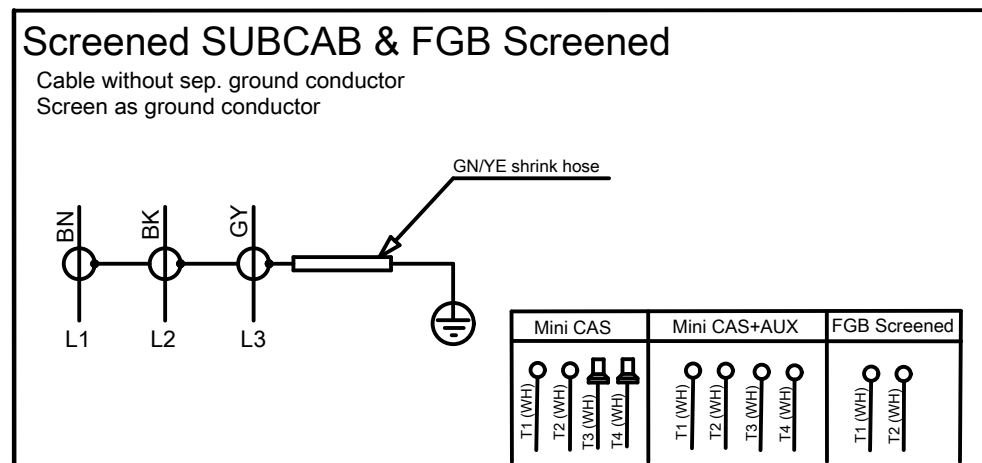 Screened SUBCAB & FGB Screened
Cable without sep. ground conductor
Screen as ground conductor
GN/YE shrink hose
BN
BK
GY
L1
L2
L3
Mini CAS
Mini CAS+AUX
FGB Screened
T1 (WH)
T2 (WH)
T3 (WH)
T4 (WH)
T1 (WH)
T2 (WH)
T3 (WH)
T4 (WH)
T1 (WH)
T2 (WH)